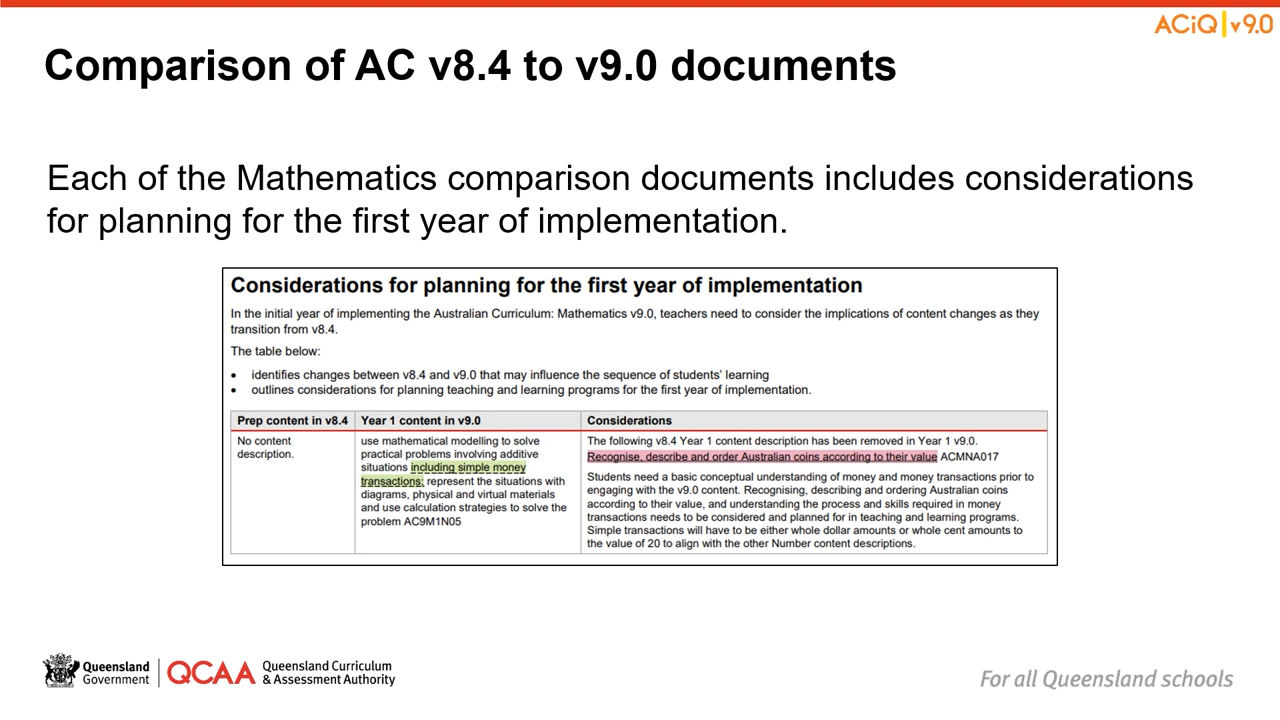 ACiQ v9.0
Comparison of AC v8.4 to v9.0 documents
Each of the Mathematics comparison documents includes considerations
for planning for the first year of implementation.
Considerations for planning for the first year of implementation
In the initial year of implementing the Australian Curriculum: Mathematics v9.0, teachers need to consider the implications of content changes as they
transition from v8.4.
The table below:
• identifies changes between v8.4 and v9.0 that may influence the sequence of students' learning
• outlines considerations for planning teaching and learning programs for the first year of implementation.
Prep content in v8.4
No content
description.
Year 1 content in v9.0
use mathematical modelling to solve
practical problems involving additive
situations including simple money
transactions; represent the situations with
diagrams, physical and virtual materials
and use calculation strategies to solve the
problem AC9M1N05
Considerations
The following v8.4 Year 1 content description has been removed in Year 1 v9.0.
Recognise, describe and order Australian coins according to their value ACMNA017
Students need a basic conceptual understanding of money and money transactions prior to
engaging with the v9.0 content. Recognising, describing and ordering Australian coins
according to their value, and understanding the process and skills required in money
transactions needs to be considered and planned for in teaching and learning programs.
Simple transactions will have to be either whole dollar amounts or whole cent amounts to
the value of 20 to align with the other Number content descriptions.
Queensland
Government
QCAA
Queensland Curriculum
& Assessment Authority
For all Queensland schools